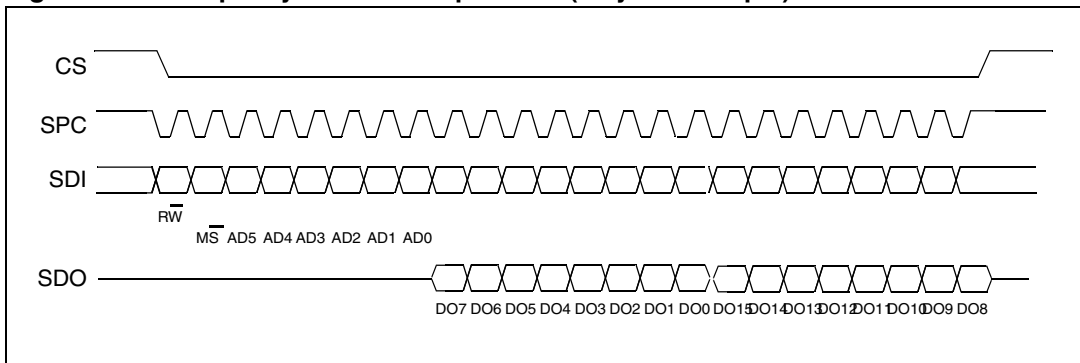 CS
SPC
SDI
RW
MS AD5 AD4 AD3 AD2 AD1 AD0
SDO
DO7 DO6 DO5 DO4 DO3 DO2 DO1 DO0 DO15 DO14 DO13 DO12 DO11 DO10 DO9 DO8